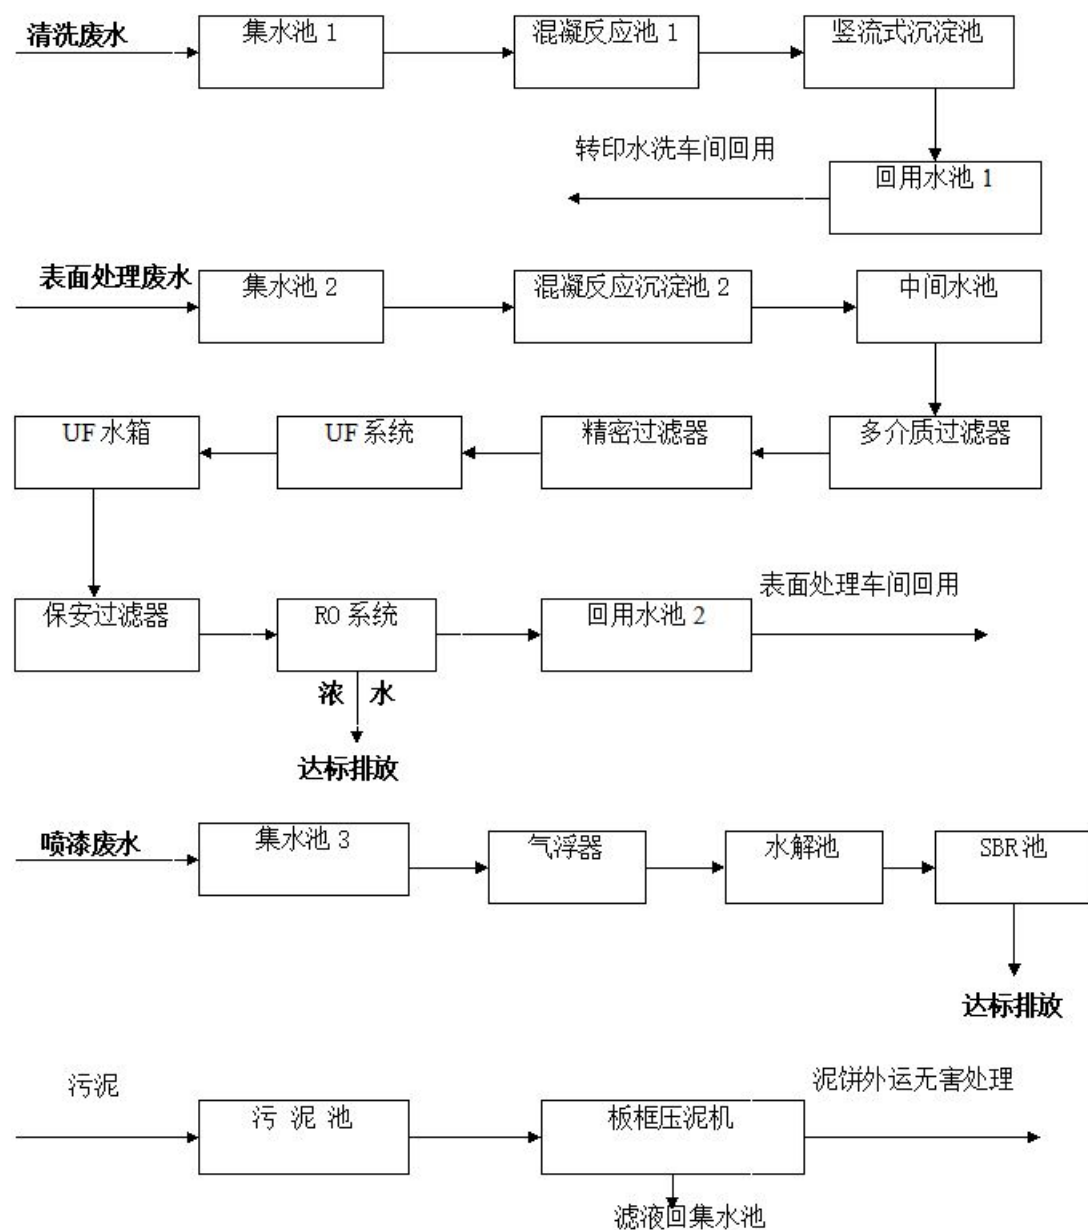 清洗废水
集水池 1
混凝反应池 1
竖流式沉淀池
转印水洗车间回用
回用水池 1
表面处理废水
集水池 2
混凝反应沉淀池 2
中间水池
UF 水箱
UF 系统
精密过滤器
多介质过滤器
保安过滤器
RO 系统
回用水池 2
表面处理车间回用
浓 水
达标排放
喷漆废水
集水池 3
气浮器
水解池
SBR 池
达标排放
污泥
污 泥 池
板框压泥机
泥饼外运无害处理
滤液回集水池